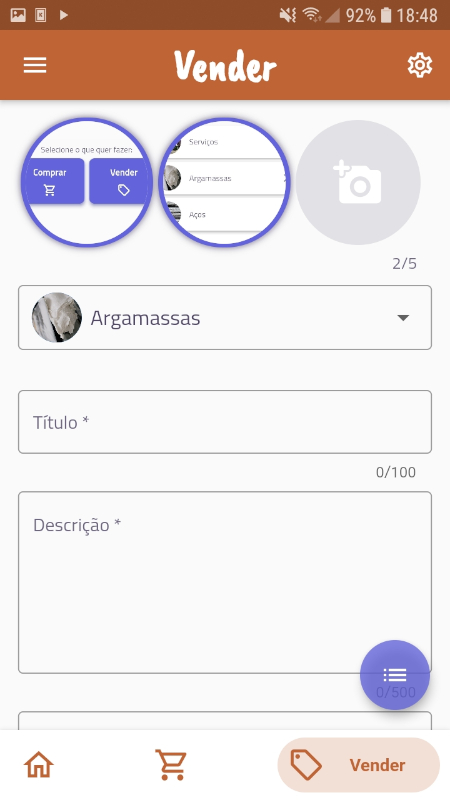 92% 18:48
Vender
Selecione o que quer fazer:
Comprar
Vender
Serviços
Argamassas
Aços
2/5
Argamassas
Título *
0/100
Descrição *
0/500
Vender